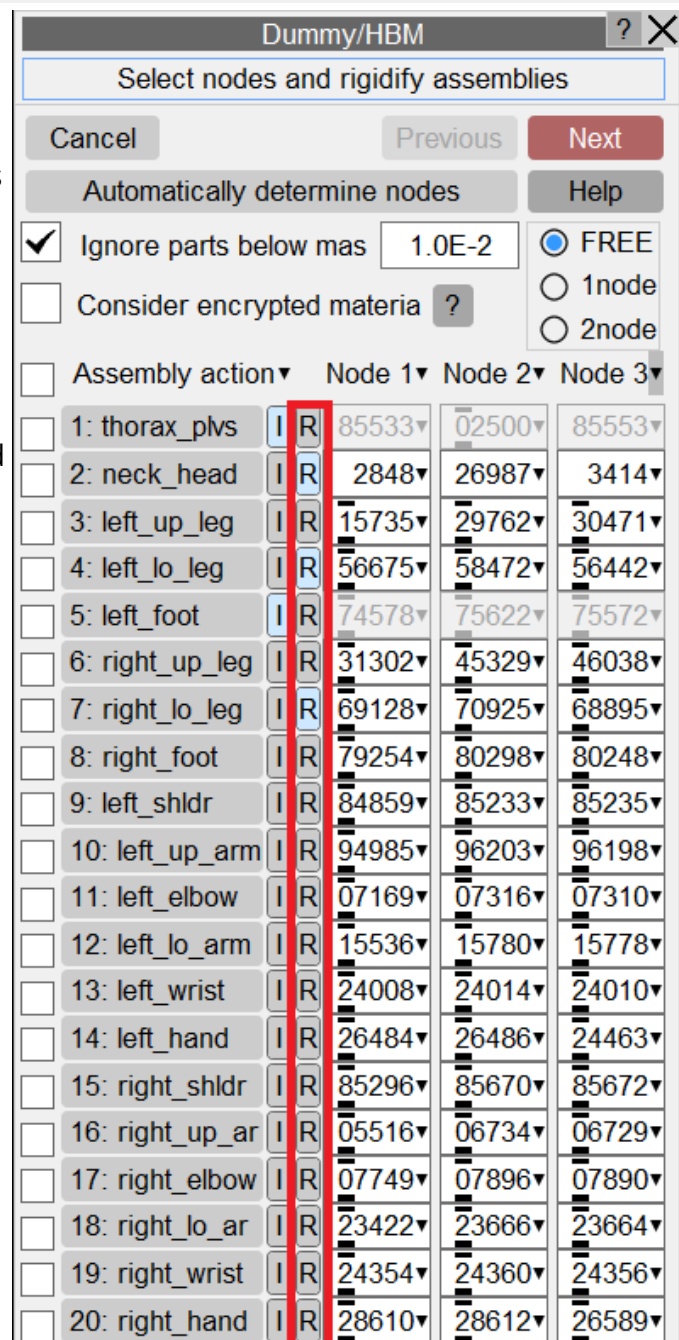 Dummy/HBM ?
Select nodes and rigidify assemblies
Cancel Previous Next
Automatically determine nodes Help
Ignore parts below mas 1.0E-2 FREE
1node
Consider encrypted materia ?
2node
Assembly action Node 1 Node 2 Node 3
1: thorax_plvs I R 85533 02500 85553
2: neck_head I R 2848 26987 3414
3: left_up_leg I R 15735 29762 30471
4: left_lo_leg I R 56675 58472 56442
5: left_foot I R 74578 75622 75572
6: right_up_leg I R 31302 45329 46038
7: right_lo_leg I R 69128 70925 68895
8: right_foot I R 79254 80298 80248
9: left_shldr I R 84859 85233 85235
10: left_up_arm I R 94985 96203 96198
11: left_elbow I R 07169 07316 07310
12: left_lo_arm I R 15536 15780 15778
13: left_wrist I R 24008 24014 24010
14: left_hand I R 26484 26486 24463
15: right_shldr I R 85296 85670 85672
16: right_up_ar I R 05516 06734 06729
17: right_elbow I R 07749 07896 07890
18: right_lo_ar I R 23422 23666 23664
19: right_wrist I R 24354 24360 24356
20: right_hand I R 28610 28612 26589